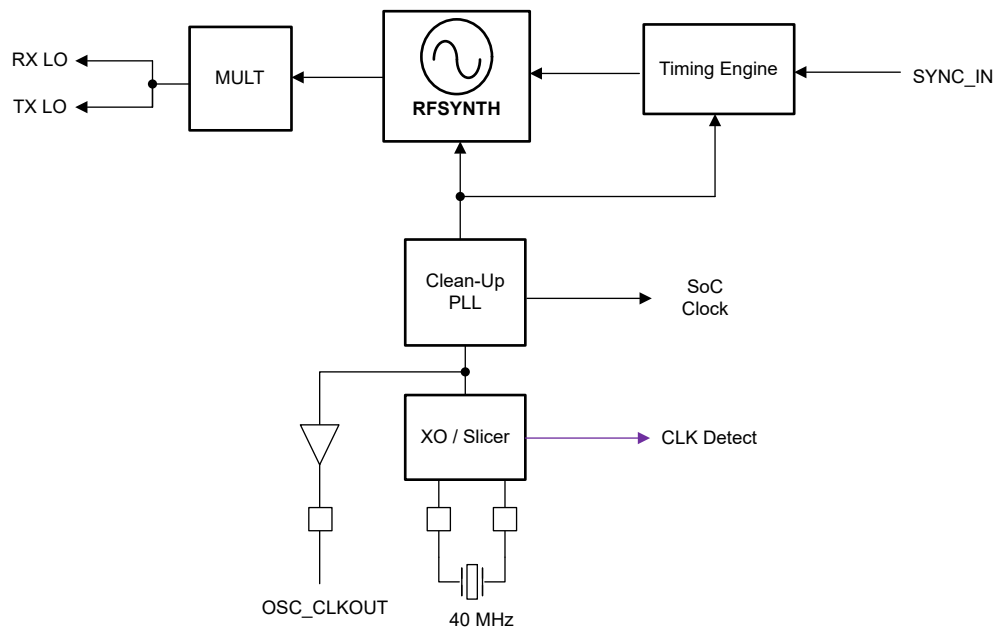 RX LO
TX LO
MULT
RFSYNTH
Timing Engine
SYNC_IN
Clean-Up
PLL
SoC
Clock
XO / Slicer
CLK Detect
OSC_CLKOUT
40 MHz